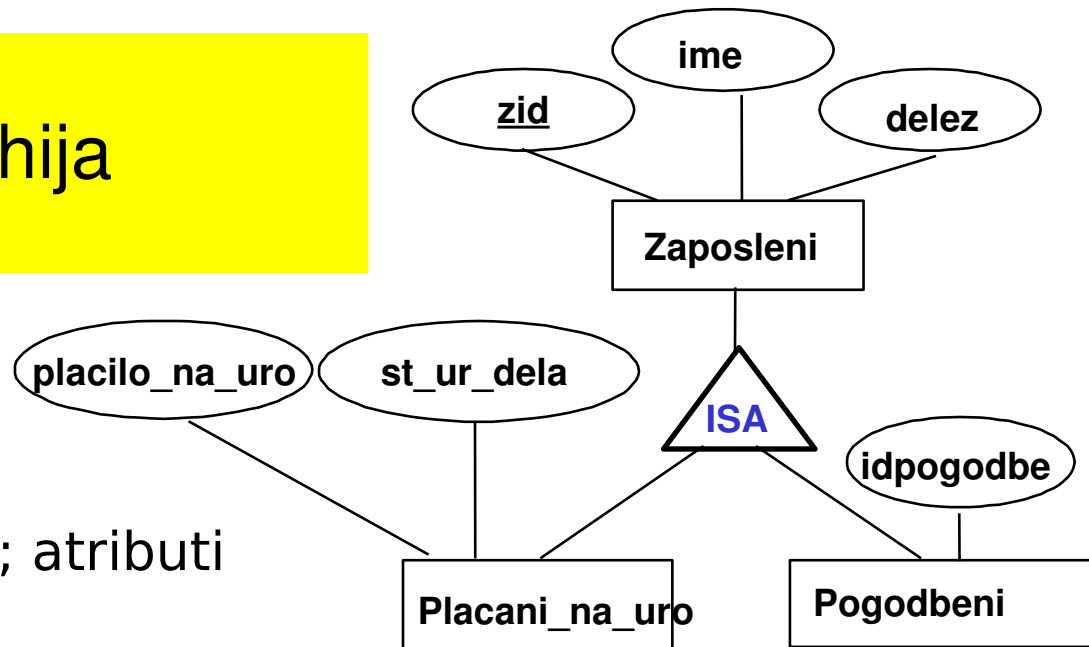 hija
ime
zid
delez
Zaposleni
placilo_na_uro
st_ur_dela
ISA
idpogodbe
; atributi
Placani_na_uro
Pogodbeni